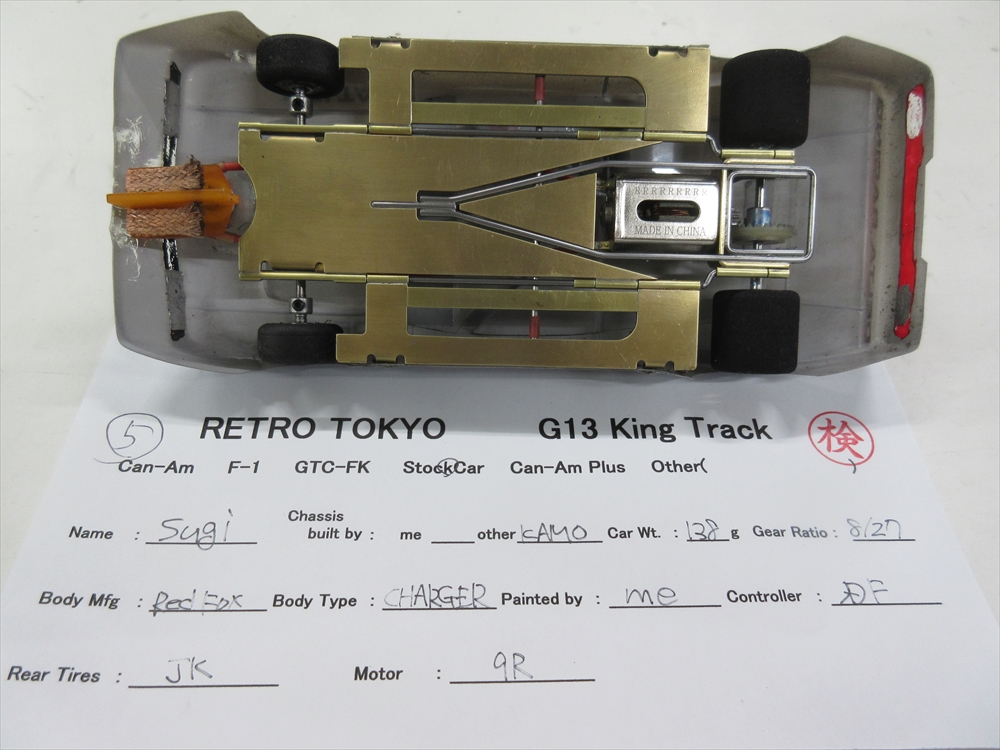 RRRRRRRRR
MADE IN CHINA
5 RETRO TOKYO G13 King Track 検
Can-Am F-1 GTC-FK StockCar Can-Am Plus Other( )
Name : Sugi Chassis built by : me other KAMO Car Wt. : 138 g Gear Ratio : 8/27
Body Mfg : Red Fox Body Type : CHARGER Painted by : me Controller : DF
Rear Tires : JK Motor : 9R